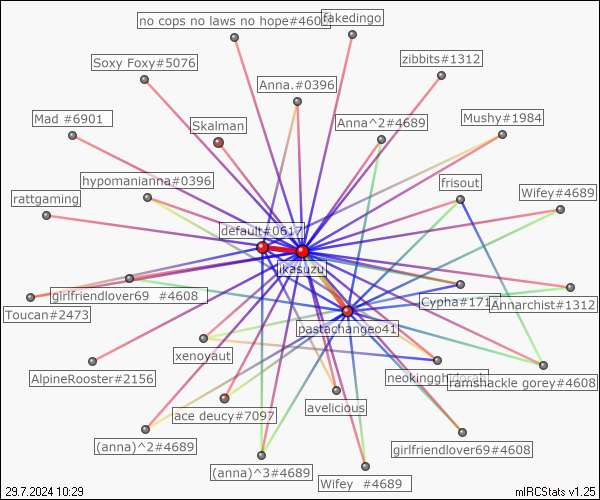 no cops no laws no hope#4608
fakedingo
Soxy Foxy#5076
zibbits#1312
Anna.#0396
Mad #6901
Skalman
Anna^2#4689
Mushy#1984
hypomanianna#0396
frisout
rattgaming
Wifey#4689
default#0617
ikasuzu
girlfriendlover69 #4608
Cypha#171
Annarchist#1312
Toucan#2473
pastachangeo41
xenoyaut
neokingghidorah
AlpineRooster#2156
ramshackle gorey#4608
ace deucy#7097
avelicious
(anna)^2#4689
girlfriendlover69#4608
(anna)^3#4689
Wifey #4689
29.7.2024 10:29
mIRCStats v1.25